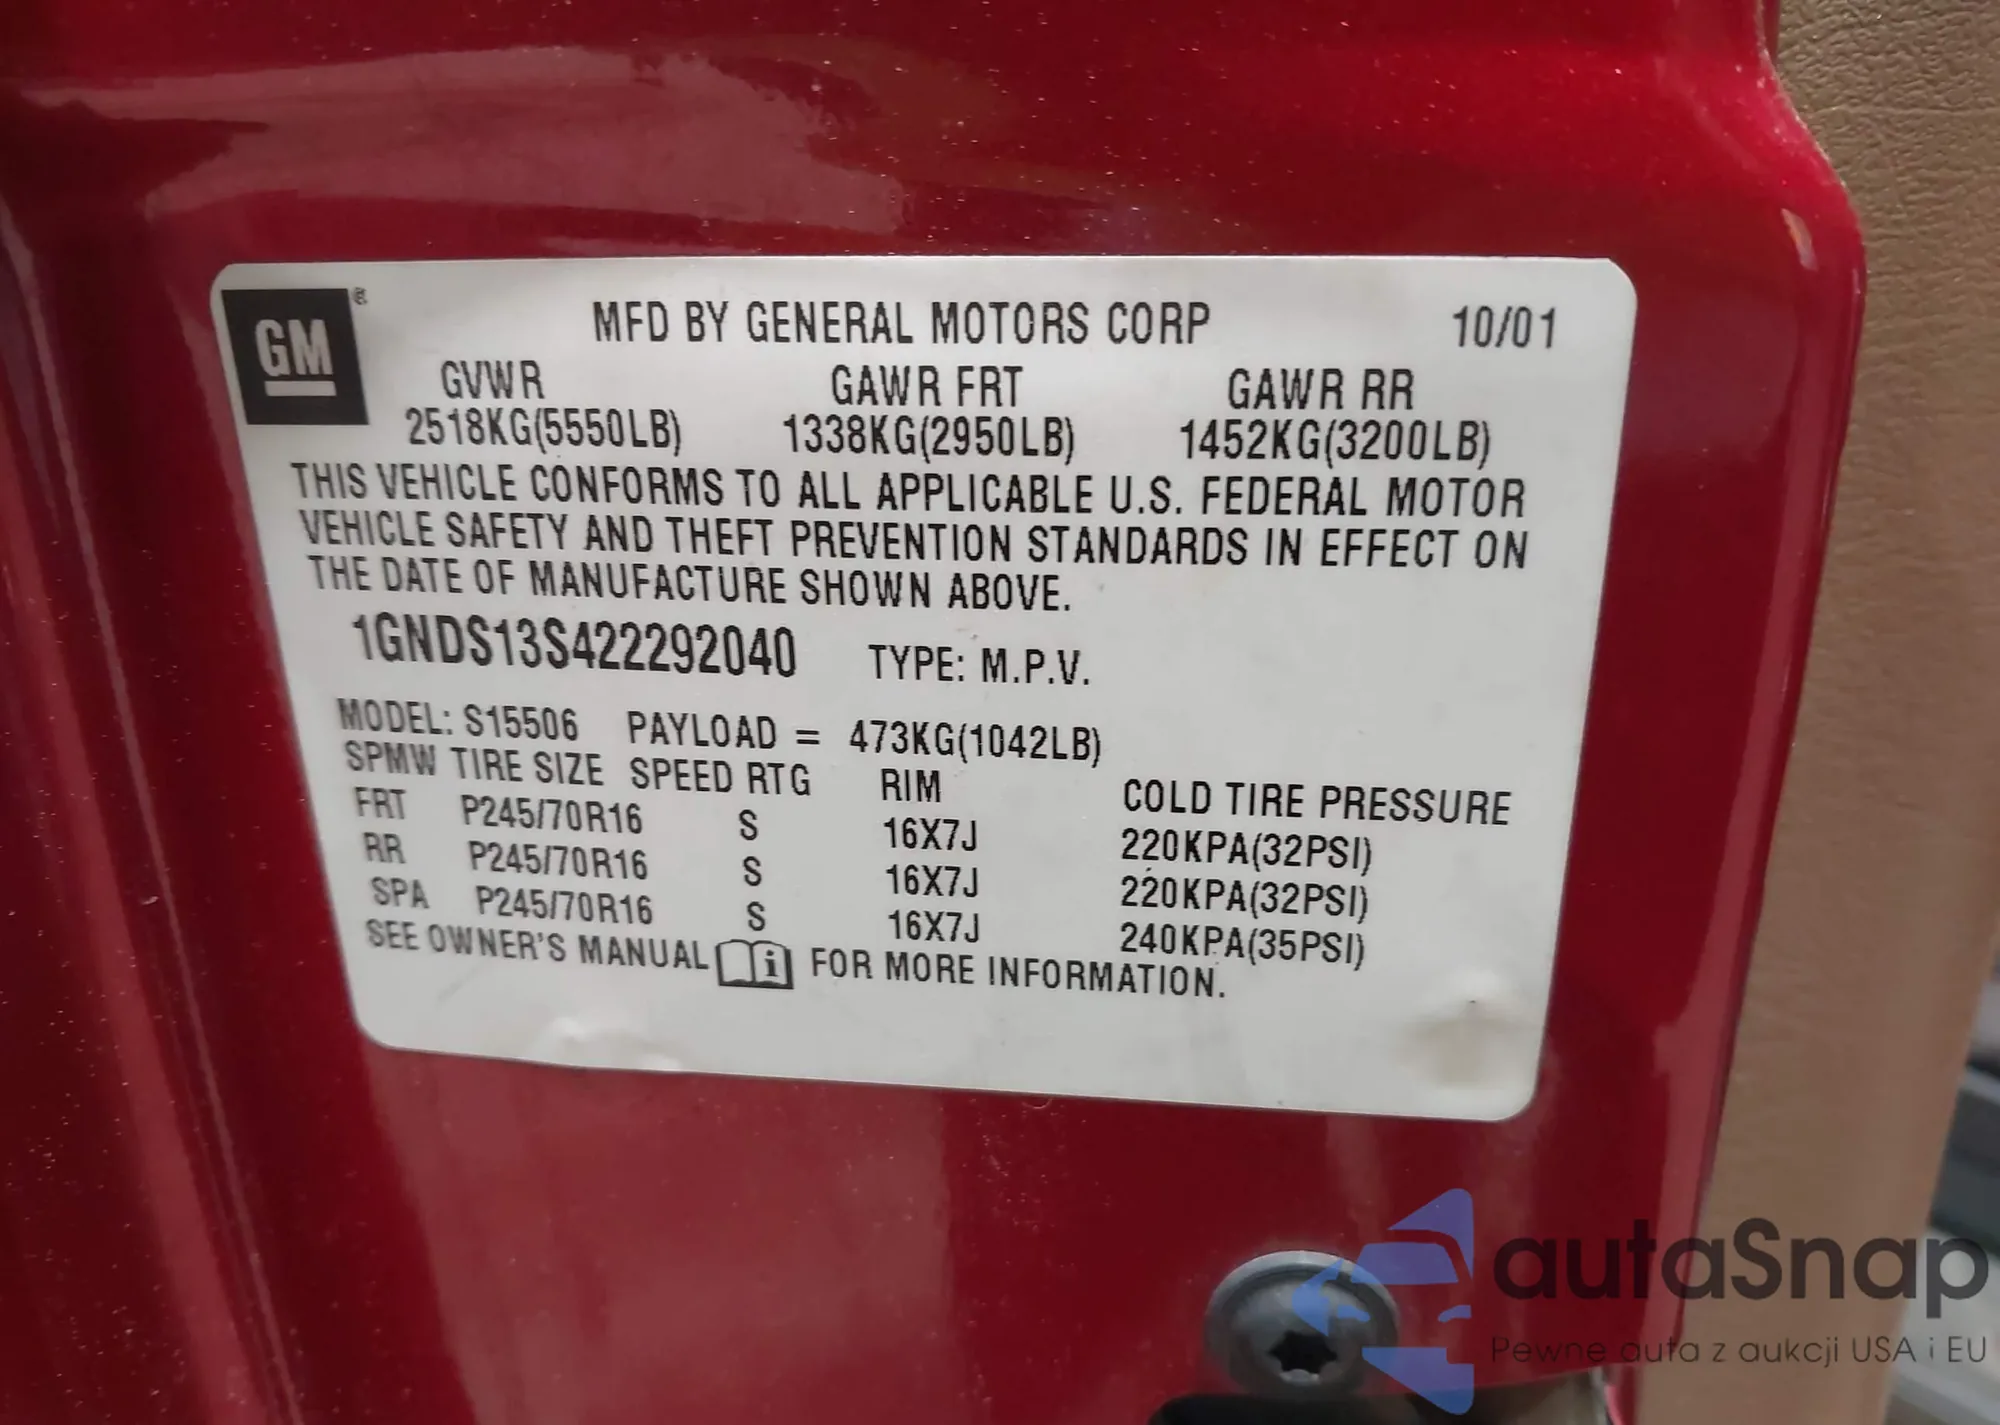 GM ®
MFD BY GENERAL MOTORS CORP 10/01
GVWR GAWR FRT GAWR RR
2518KG(5550LB) 1338KG(2950LB) 1452KG(3200LB)
THIS VEHICLE CONFORMS TO ALL APPLICABLE U.S. FEDERAL MOTOR
VEHICLE SAFETY AND THEFT PREVENTION STANDARDS IN EFFECT ON
THE DATE OF MANUFACTURE SHOWN ABOVE.
1GNDS13S422292040 TYPE: M.P.V.
MODEL: S15506 PAYLOAD = 473KG(1042LB)
SPMW TIRE SIZE SPEED RTG RIM COLD TIRE PRESSURE
FRT P245/70R16 S 16X7J 220KPA(32PSI)
RR P245/70R16 S 16X7J 220KPA(32PSI)
SPA P245/70R16 S 16X7J 240KPA(35PSI)
SEE OWNER'S MANUAL i FOR MORE INFORMATION.
autaSnap
Pewne auta z aukcji USA i EU